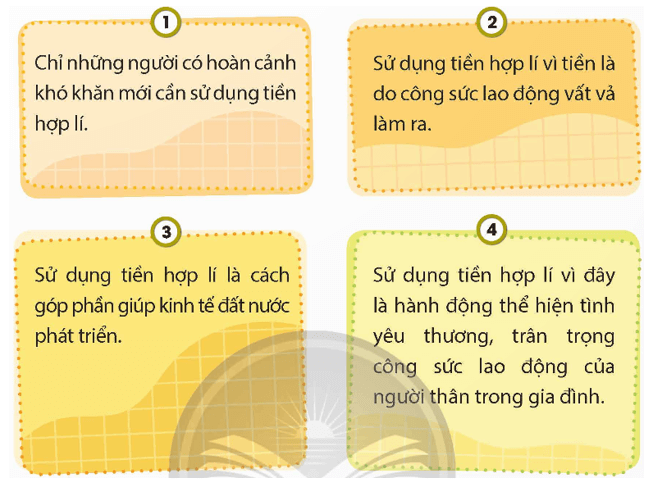 1
Chỉ những người có hoàn cảnh
khó khăn mới cần sử dụng tiền
hợp lí.
2
Sử dụng tiền hợp lí vì tiền là
do công sức lao động vất vả
làm ra.
3
Sử dụng tiền hợp lí là cách
góp phần giúp kinh tế đất nước
phát triển.
4
Sử dụng tiền hợp lí vì đây
là hành động thể hiện tình
yêu thương, trân trọng
công sức lao động của
người thân trong gia đình.